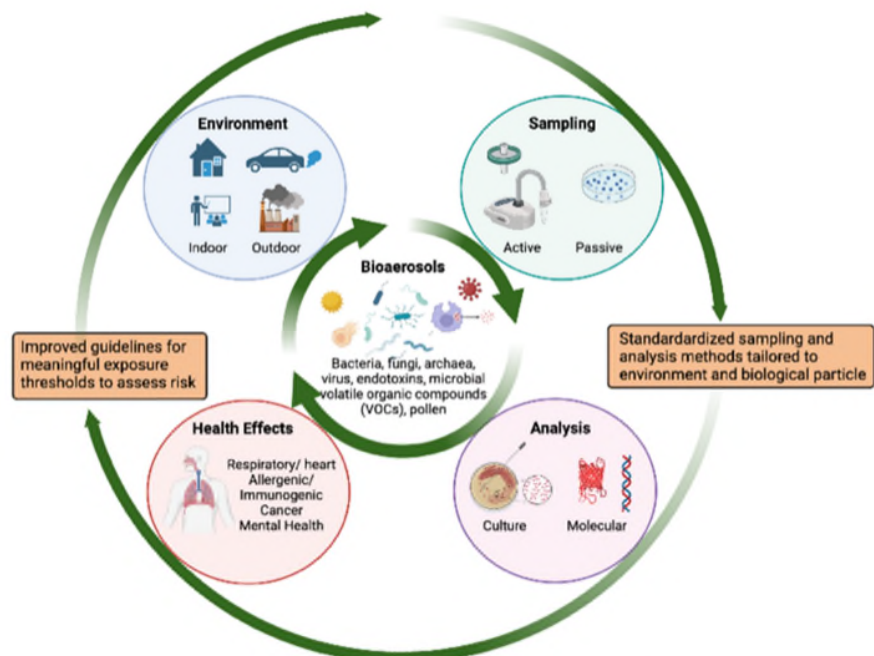 Environment
Indoor
Outdoor
Sampling
Active
Passive
Bioaerosols
Bacteria, fungi, archaea,
virus, endotoxins, microbial
volatile organic compounds
(VOCs), pollen
Improved guidelines for
meaningful exposure
thresholds to assess risk
Standardardized sampling and
analysis methods tailored to
environment and biological particle
Health Effects
Respiratory/ heart
Allergenic/
Immunogenic
Cancer
Mental Health
Analysis
Culture
Molecular